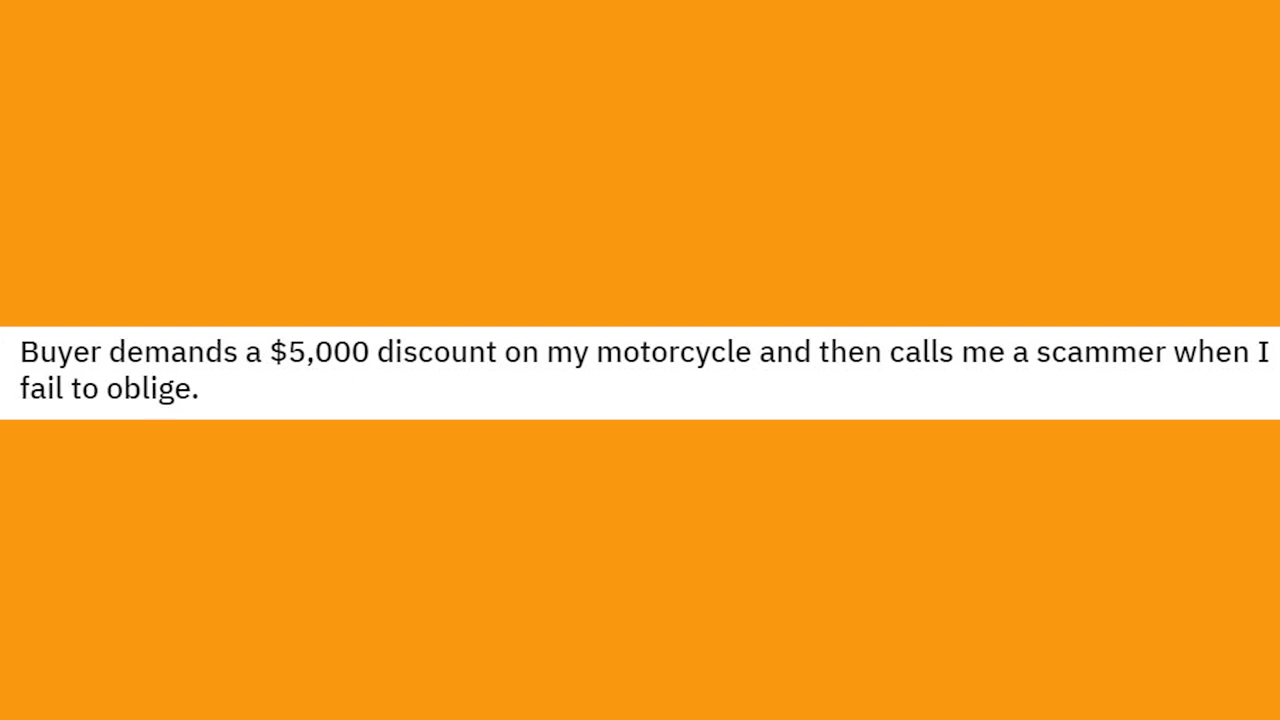 Buyer demands a $5,000 discount on my motorcycle and then calls me a scammer when I
fail to oblige.